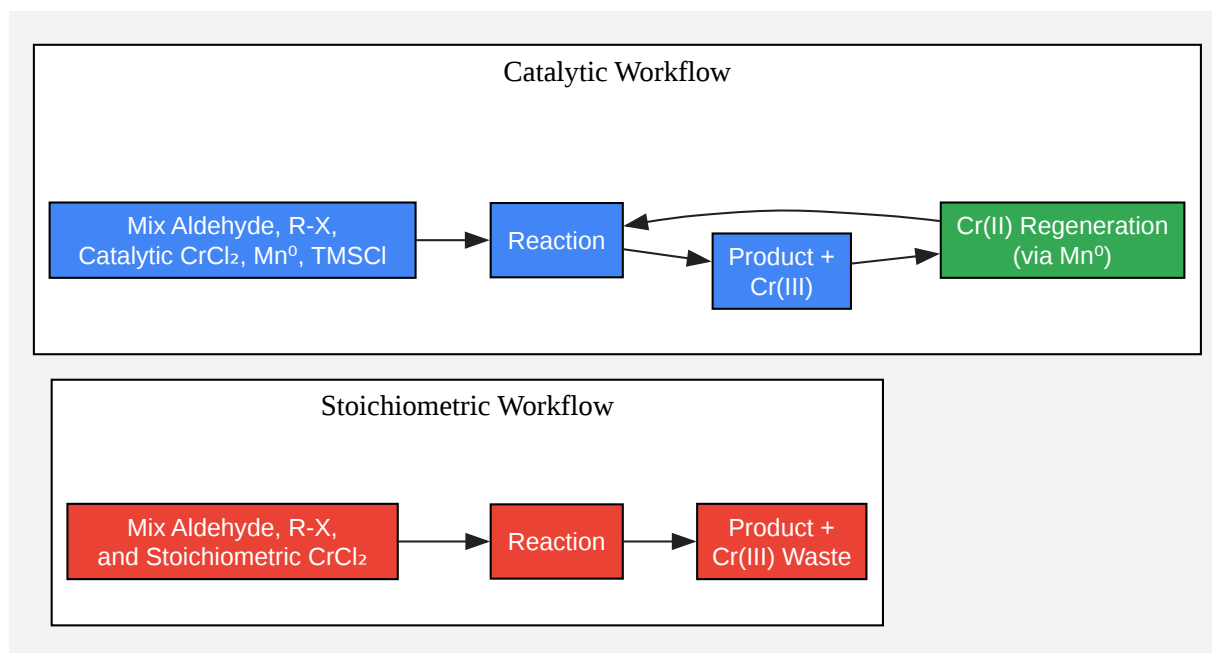 Catalytic Workflow
Mix Aldehyde, R-X,
Catalytic CrCl₂, Mn⁰, TMSCl
Reaction
Product +
Cr(III)
Cr(II) Regeneration
(via Mn⁰)
Stoichiometric Workflow
Mix Aldehyde, R-X,
and Stoichiometric CrCl₂
Reaction
Product +
Cr(III) Waste